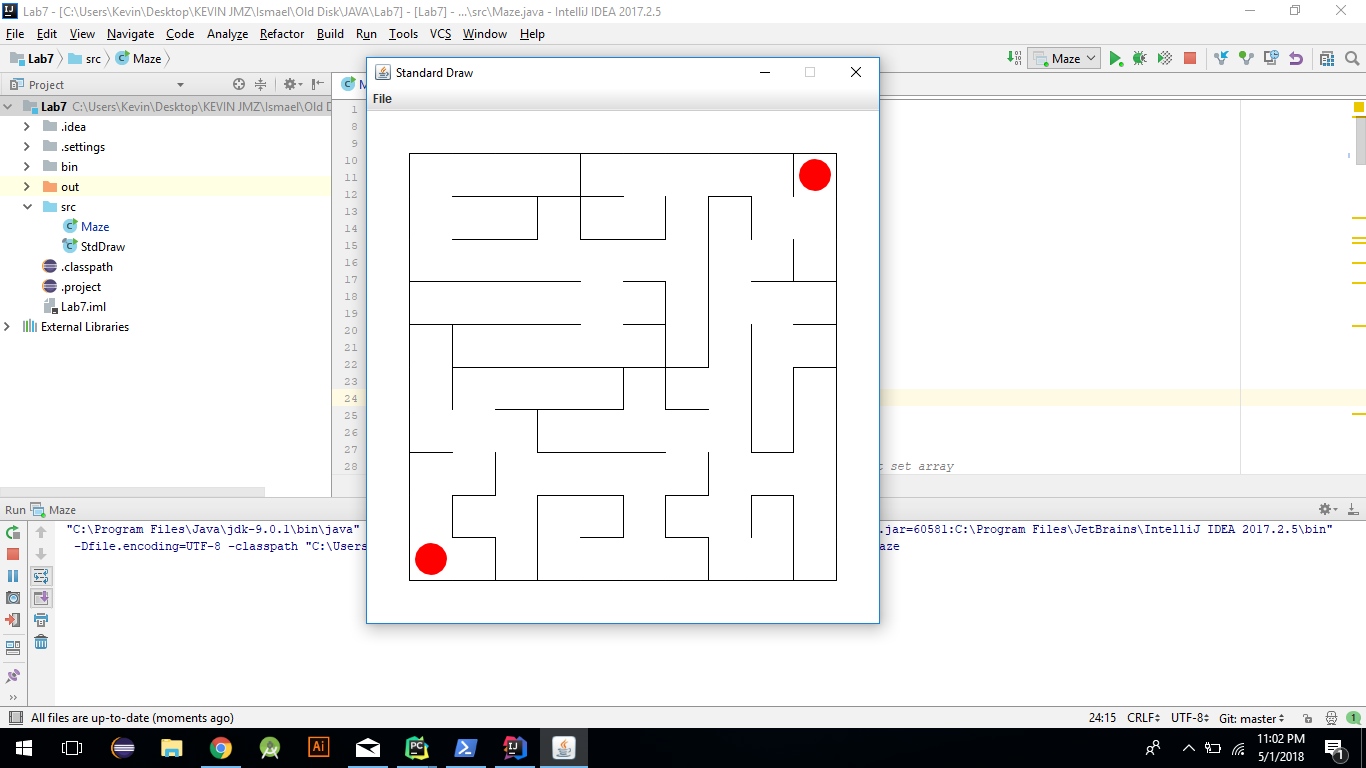 Lab7 - [C:\Users\Kevin\Desktop\KEVIN JMZ\Ismael\Old Disk\JAVA\Lab7] - [Lab7] - ...\src\Maze.java - IntelliJ IDEA 2017.2.5
File Edit View Navigate Code Analyze Refactor Build Run Tools VCS Window Help
Lab7 src Maze
Maze
Project
Standard Draw
File
Lab7 C:\Users\Kevin\Desktop\KEVIN JMZ\Ismael\Old D
.idea
.settings
bin
out
src
Maze
StdDraw
.classpath
.project
Lab7.iml
External Libraries
1
8
9
10
11
12
13
14
15
17
18
19
20
21
22
23
24
25
26
27
28
t set array
Run Maze
"C:\Program Files\Java\jdk-9.0.1\bin\java" .jar=60581:C:\Program Files\JetBrains\IntelliJ IDEA 2017.2.5\bin"
-Dfile.encoding=UTF-8 -classpath "C:\Users aze
All files are up-to-date (moments ago)
24:15 CRLF UTF-8 Git: master 1
Ai PC IJ
11:02 PM
5/1/2018
1